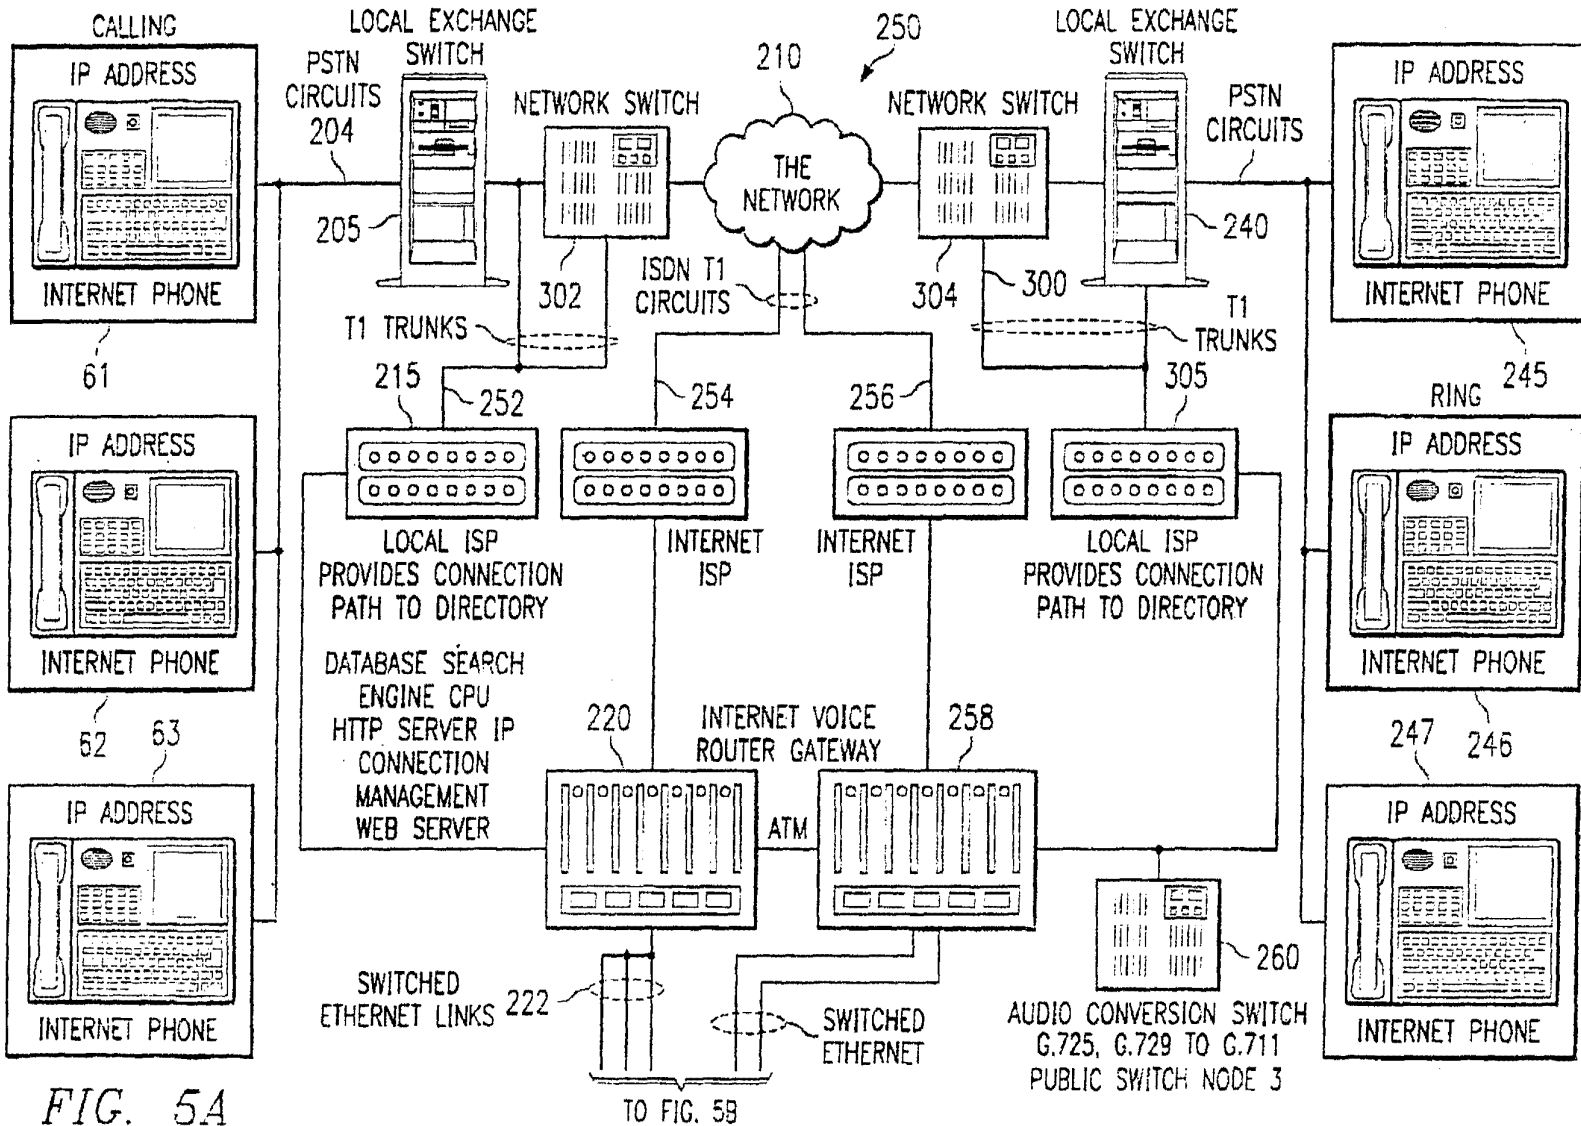 CALLING
IP ADDRESS
INTERNET PHONE
61
IP ADDRESS
INTERNET PHONE
62
63
IP ADDRESS
INTERNET PHONE
PSTN
CIRCUITS
204
LOCAL EXCHANGE
SWITCH
205
NETWORK SWITCH
302
T1 TRUNKS
210
250
THE
NETWORK
ISDN T1
CIRCUITS
NETWORK SWITCH
304
300
LOCAL EXCHANGE
SWITCH
240
T1
TRUNKS
PSTN
CIRCUITS
IP ADDRESS
INTERNET PHONE
245
RING
IP ADDRESS
INTERNET PHONE
246
247
IP ADDRESS
INTERNET PHONE
215
252
254
256
305
LOCAL ISP
PROVIDES CONNECTION
PATH TO DIRECTORY
INTERNET
ISP
INTERNET
ISP
LOCAL ISP
PROVIDES CONNECTION
PATH TO DIRECTORY
DATABASE SEARCH
ENGINE CPU
HTTP SERVER IP
CONNECTION
MANAGEMENT
WEB SERVER
220
INTERNET VOICE
ROUTER GATEWAY
258
ATM
SWITCHED
ETHERNET LINKS
222
SWITCHED
ETHERNET
260
AUDIO CONVERSION SWITCH
G.725, G.729 TO G.711
PUBLIC SWITCH NODE 3
TO FIG. 5B
FIG. 5A